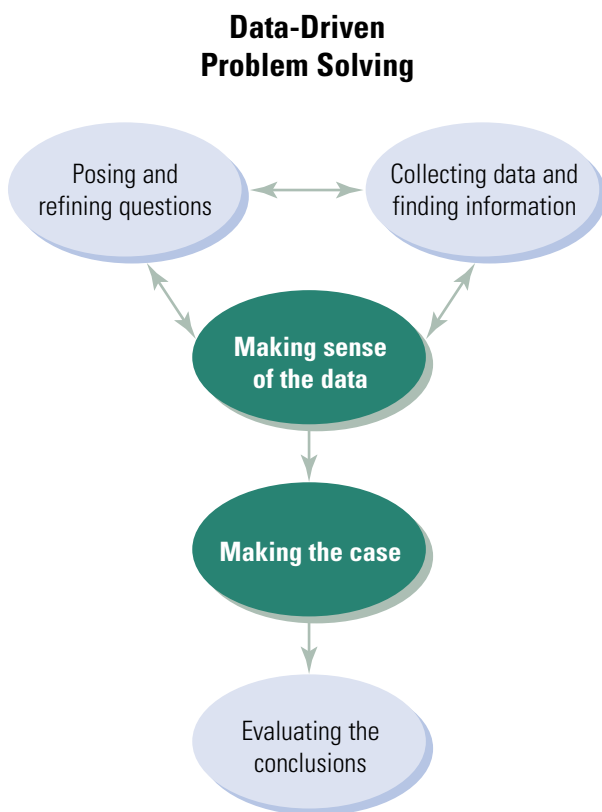 Data-Driven
Problem Solving
Posing and
refining questions
Collecting data and
finding information
Making sense
of the data
Making the case
Evaluating the
conclusions